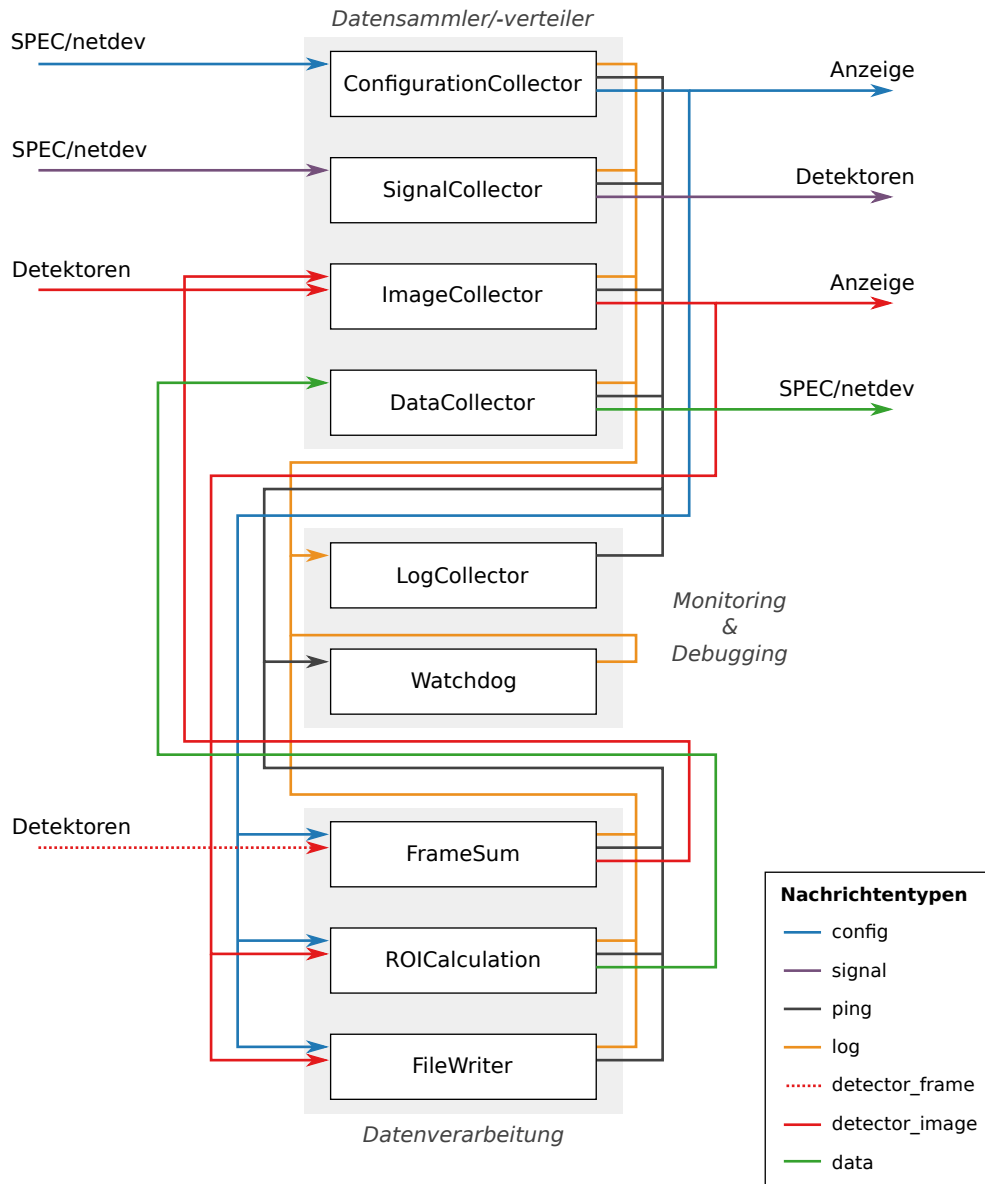 Datensammler/-verteiler
SPEC/netdev
ConfigurationCollector
Anzeige
SPEC/netdev
SignalCollector
Detektoren
Detektoren
ImageCollector
Anzeige
DataCollector
SPEC/netdev
LogCollector
Monitoring
&
Debugging
Watchdog
Detektoren
FrameSum
ROICalculation
FileWriter
Datenverarbeitung
Nachrichtentypen
config
signal
ping
log
detector_frame
detector_image
data